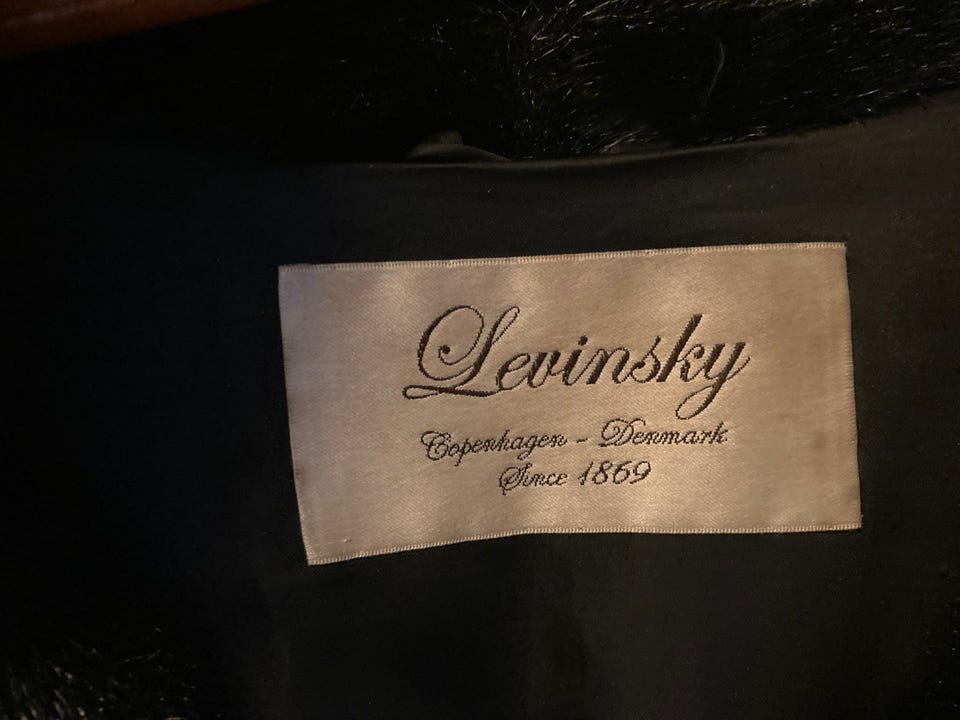 Levinsky
Copenhagen - Denmark
Since 1869